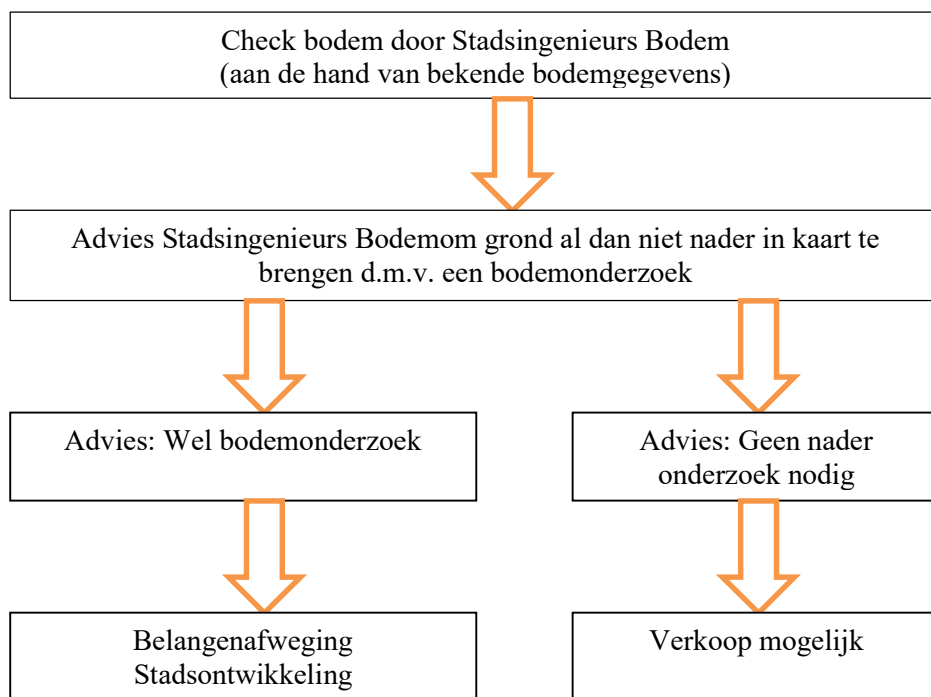 Check bodem door Stadsingenieurs Bodem
(aan de hand van bekende bodemgegevens)
Advies Stadsingenieurs Bodemom grond al dan niet nader in kaart te
brengen d.m.v. een bodemonderzoek
Advies: Wel bodemonderzoek
Advies: Geen nader
onderzoek nodig
Belangenafweging
Stadsontwikkeling
Verkoop mogelijk